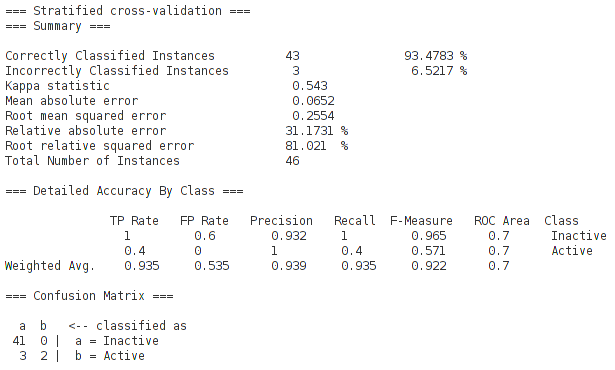 === Stratified cross-validation ===
=== Summary ===
Correctly Classified Instances 43 93.4783 %
Incorrectly Classified Instances 3 6.5217 %
Kappa statistic 0.543
Mean absolute error 0.0652
Root mean squared error 0.2554
Relative absolute error 31.1731 %
Root relative squared error 81.021 %
Total Number of Instances 46
=== Detailed Accuracy By Class ===
TP Rate FP Rate Precision Recall F-Measure ROC Area Class
1 0.6 0.932 1 0.965 0.7 Inactive
0.4 0 1 0.4 0.571 0.7 Active
Weighted Avg. 0.935 0.535 0.939 0.935 0.922 0.7
=== Confusion Matrix ===
a b <-- classified as
41 0 | a = Inactive
3 2 | b = Active